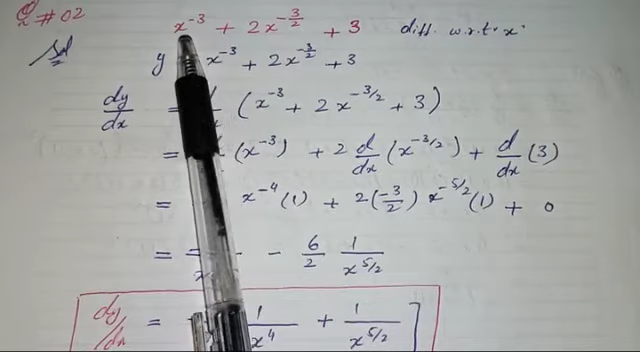 Q # 02 x^{-3} + 2x^{-3/2} + 3 diff. w.r.t. x.
Sol y x^{-3} + 2x^{-3/2} + 3
dy/dx = (x^{-3} + 2x^{-3/2} + 3)
= (x^{-3}) + 2 d/dx (x^{-3/2}) + d/dx (3)
= x^{-4} (1) + 2(-3/2) x^{-5/2} (1) + 0
= - 6/2 1/x^{5/2}
dy/dx = 1/x^4 + 1/x^{5/2} ]